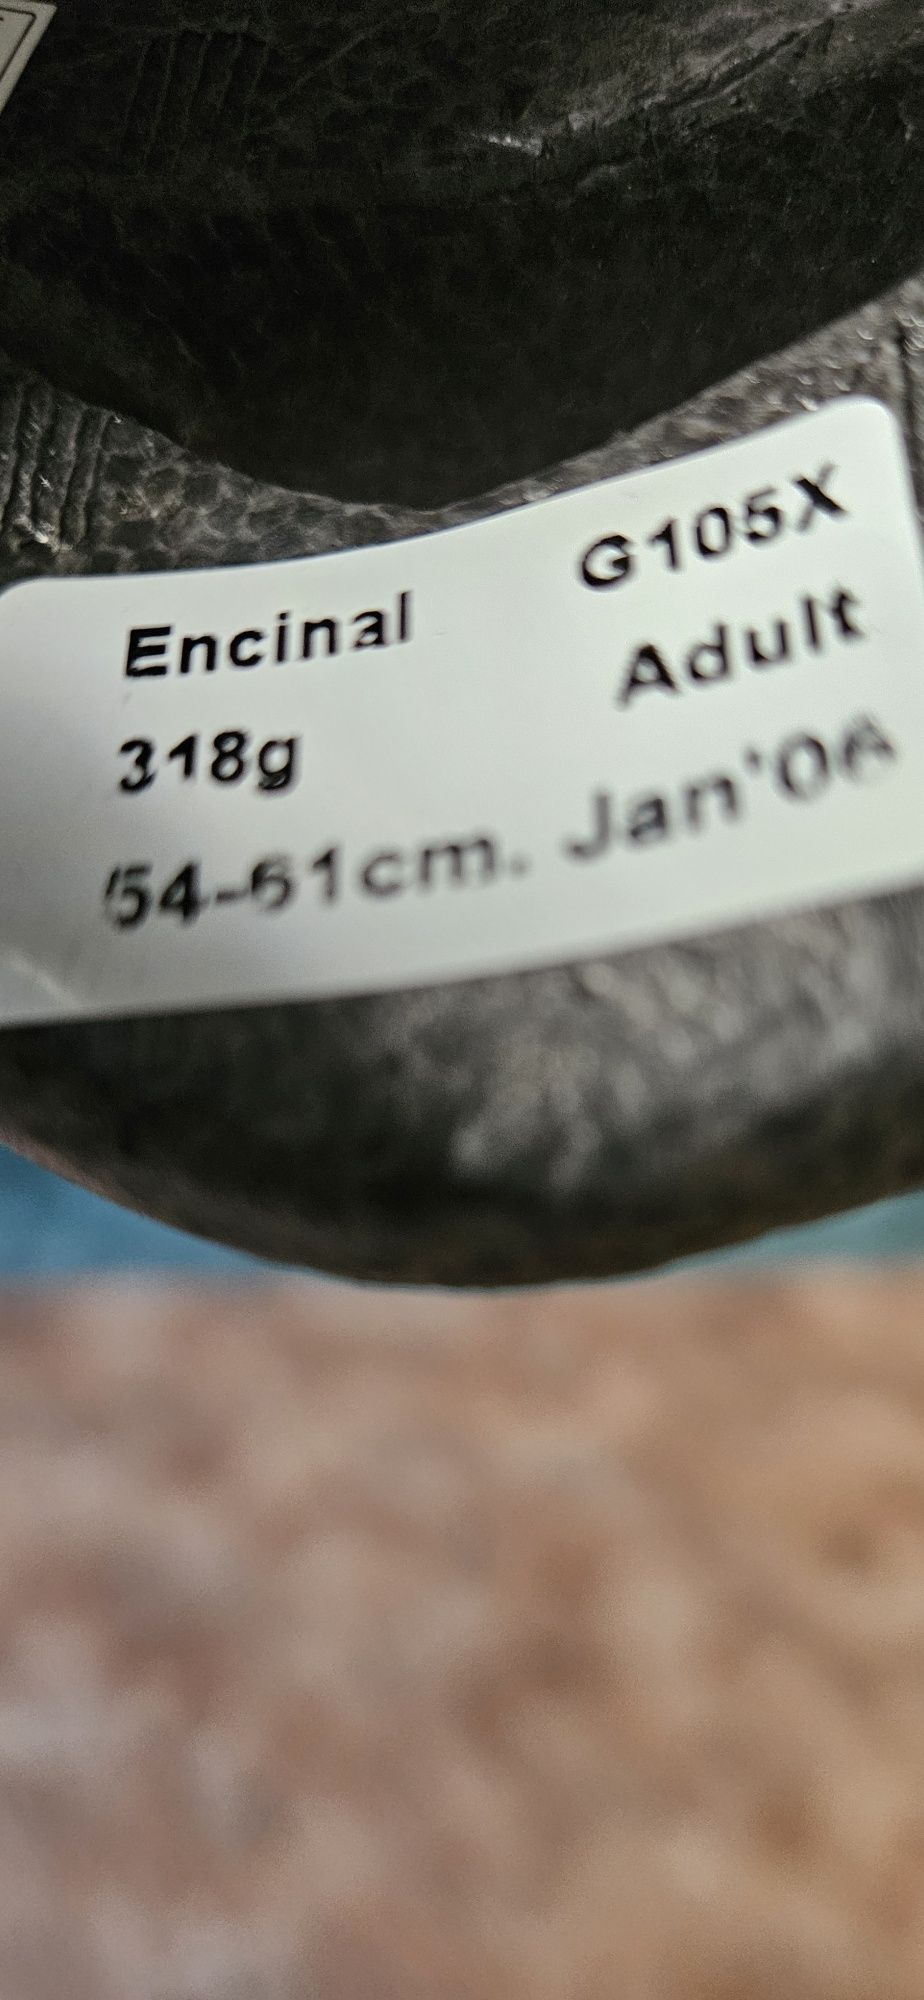 Encinal G105X
318g Adult
54-61cm. Jan'06